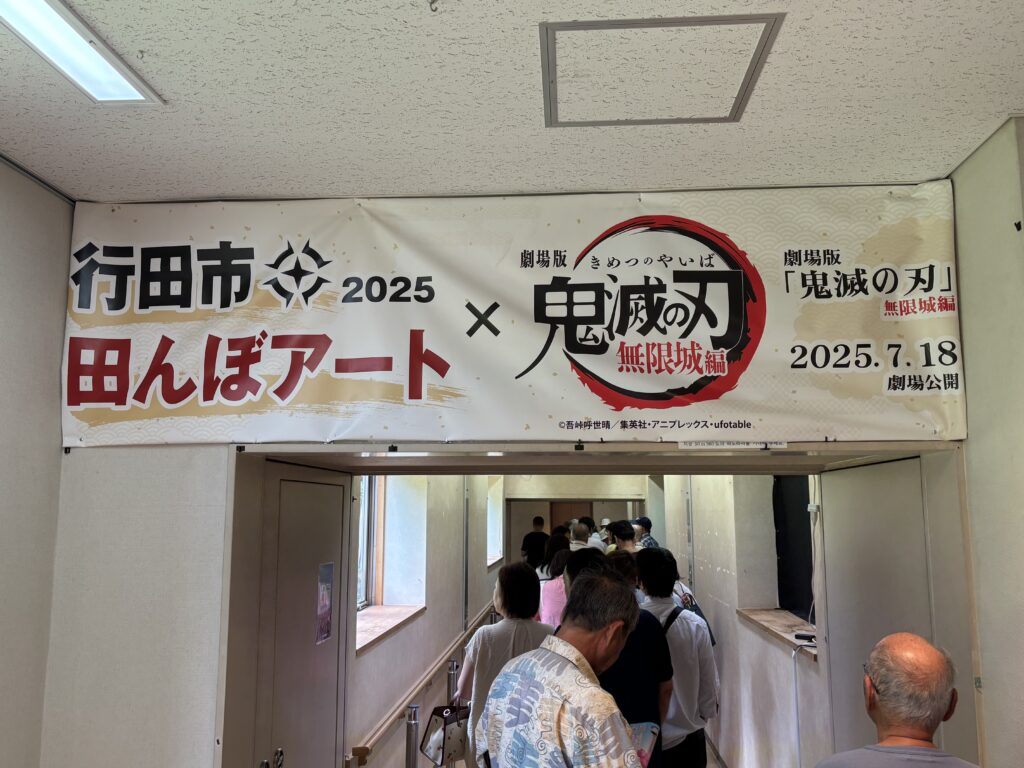 行田市 2025
田んぼアート
×
劇場版 きめつのやいば
鬼滅の刃
無限城編
©吾峠呼世晴／集英社・アニプレックス・ufotable
劇場版
「鬼滅の刃」
無限城編
2025.7.18
劇場公開